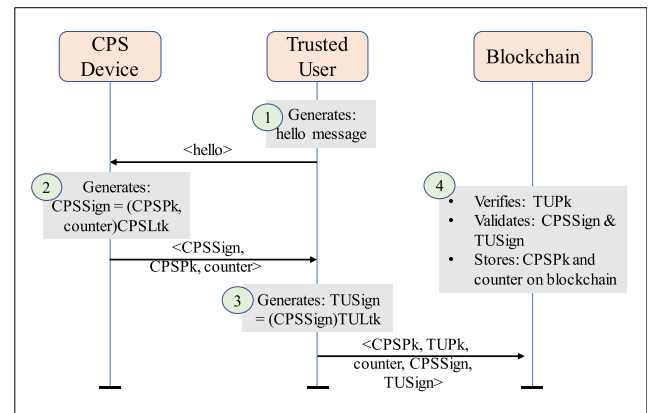 CPS
Device
Trusted
User
Blockchain
1
Generates:
hello message
<hello>
2
Generates:
CPSSign = (CPSPk,
counter)CPSLtk
<CPSSign,
CPSPk, counter>
3
Generates: TUSign
= (CPSSign)TULtk
<CPSPk, TUPk,
counter, CPSSign,
TUSign>
4
• Verifies: TUPk
• Validates: CPSSign &
TUSign
• Stores: CPSPk and
counter on blockchain